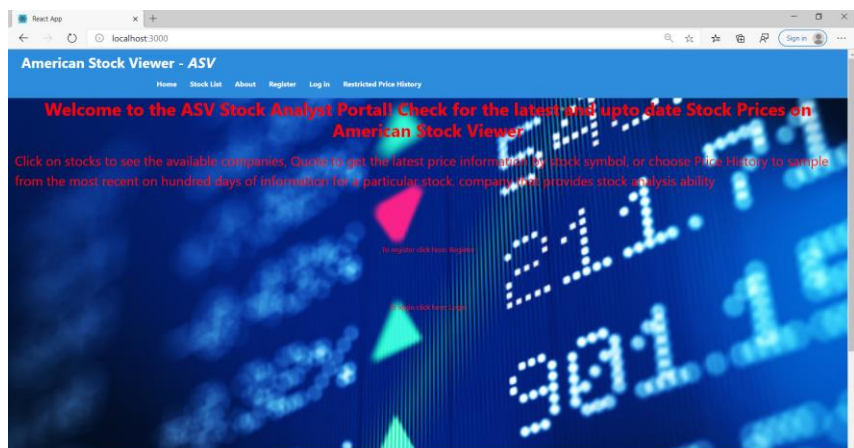 React App
localhost:3000
Sign in
American Stock Viewer - ASV
Home Stock List About Register Log in Restricted Price History
Welcome to the ASV Stock Analyst Portal! Check for the latest and upto date Stock Prices on
American Stock Viewer
Click on stocks to see the available companies, Quote to get the latest price information by stock symbol, or choose Price History to sample
from the most recent on hundred days of information for a particular stock. company that provides stock analysis ability
To register click here: Register
To login click here: Login